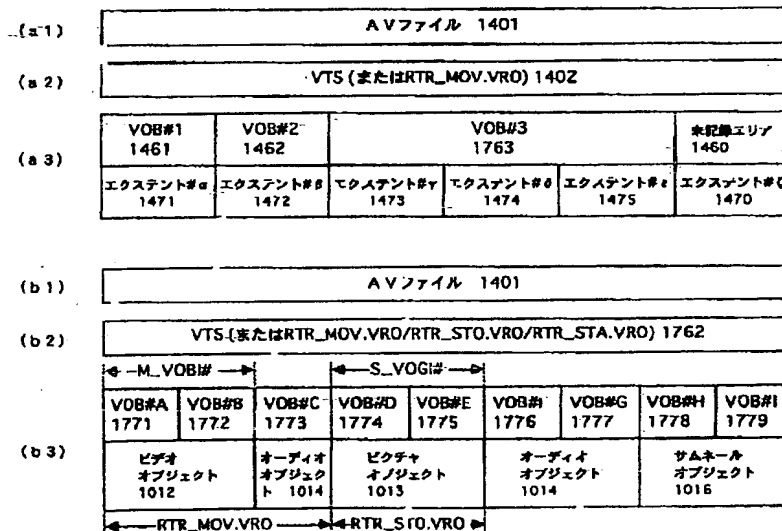 (a1)
AVファイル 1401
(a2)
VTS (またはRTR_MOV.VRO) 1402
(a3)
VOB#1 VOB#2 VOB#3 未記録エリア
1461 1462 1763 1460
エクステント#α エクステント#β エクステント#γ エクステント#δ エクステント#ε エクステント#ζ
1471 1472 1473 1474 1475 1470
(b1)
AVファイル 1401
(b2)
VTS (またはRTR_MOV.VRO/RTR_STO.VRO/RTR_STA.VRO) 1762
M_VOBI# S_VOGI#
(b3)
VOB#A VOB#B VOB#C VOB#D VOB#E VOB#G VOB#H VOB#I
1771 1772 1773 1774 1775 1776 1777 1778 1779
ビデオ オーディオ ピクチャ オーディオ サムネール
オブジェクト オブジェク オブジェクト オブジェクト オブジェクト
1012 ト 1014 1013 1014 1016
RTR_MOV.VRO RTR_STO.VRO